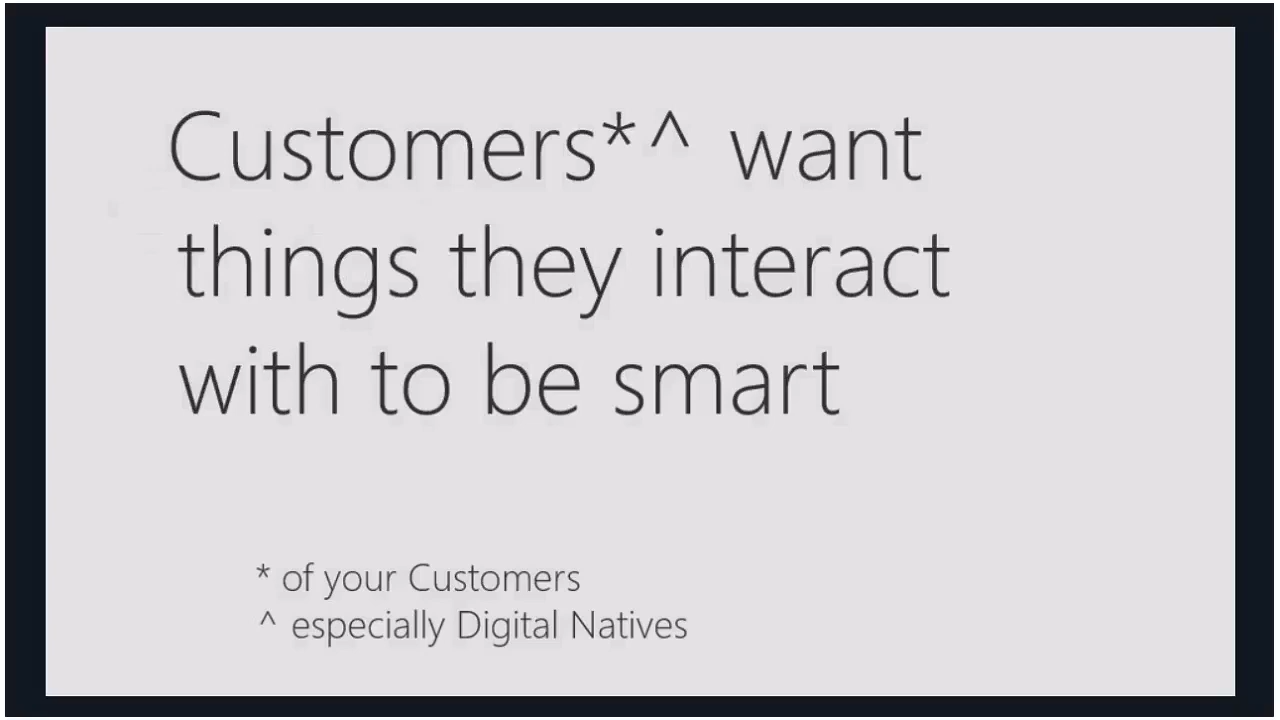 Customers*^ want
things they interact
with to be smart
* of your Customers
^ especially Digital Natives